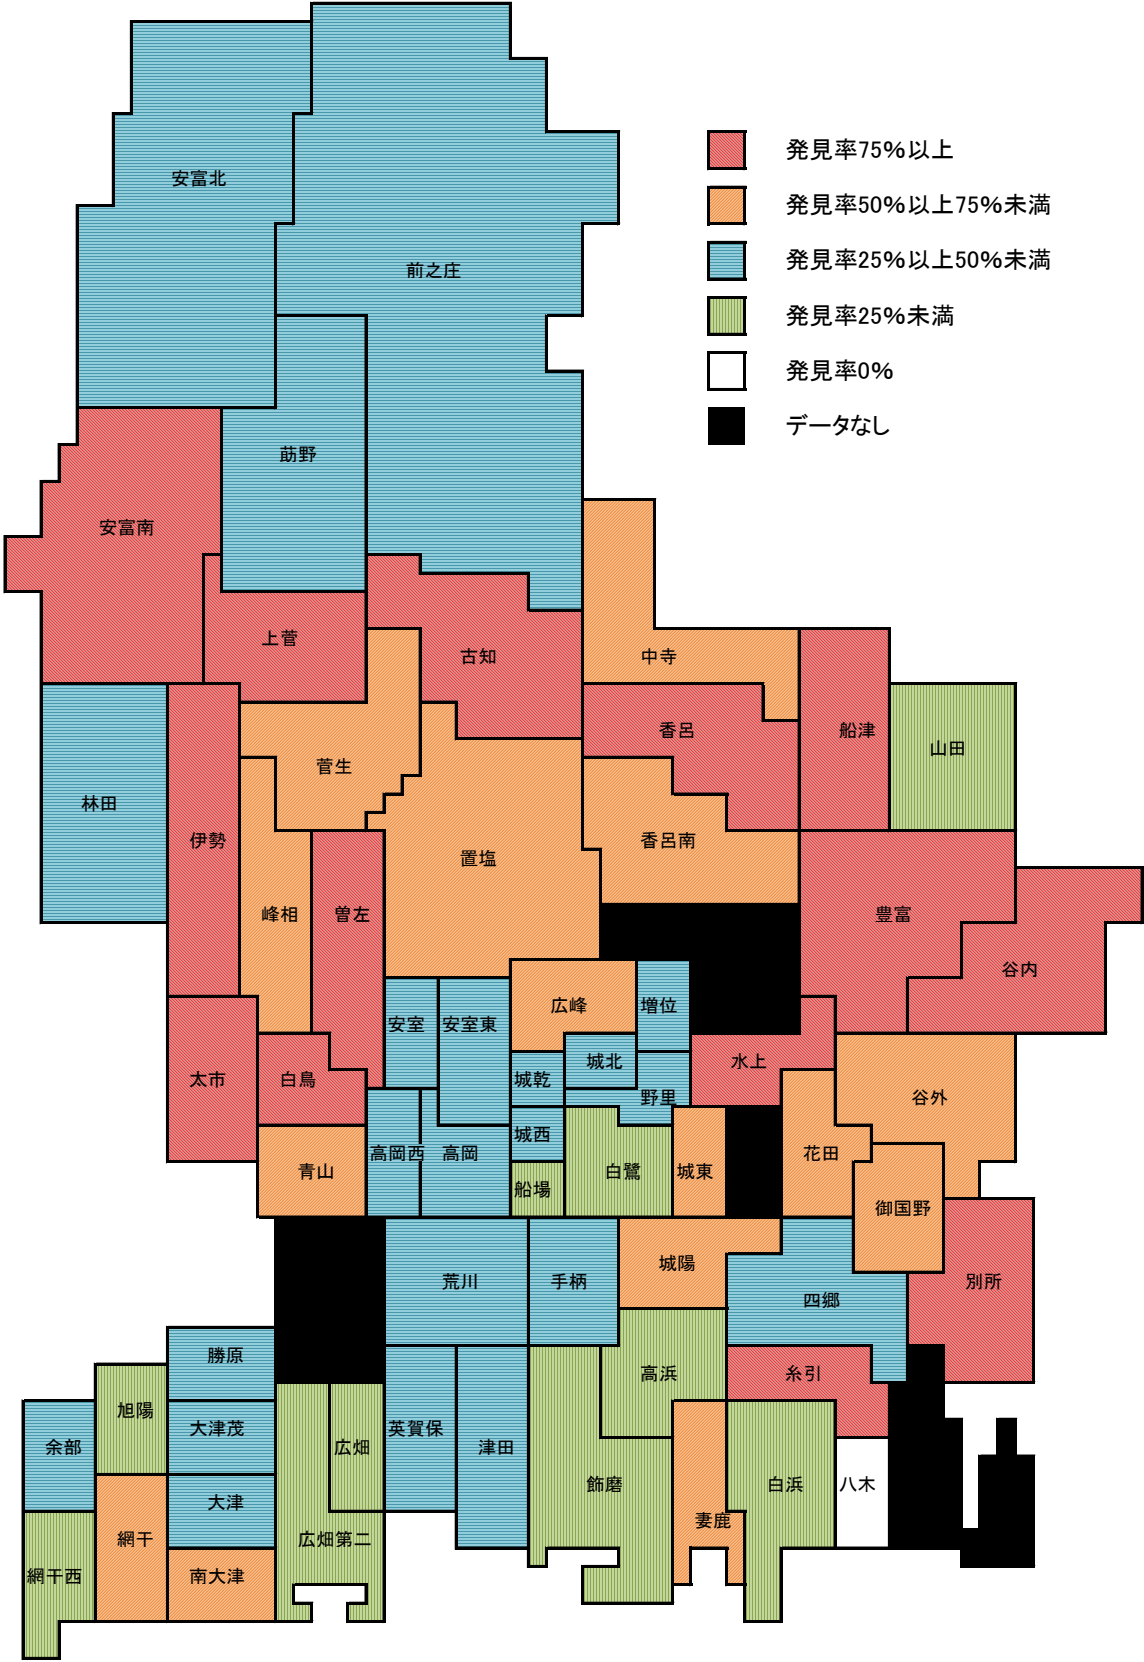 発見率75%以上
発見率50%以上75%未満
発見率25%以上50%未満
発見率25%未満
発見率0%
データなし
安富北
前之庄
莇野
安富南
上菅
古知
中寺
香呂
船津
山田
菅生
林田
伊勢
置塩
香呂南
峰相
曽左
豊富
谷内
広峰
増位
安室
安室東
城北
水上
太市
白鳥
城乾
野里
谷外
城西
高岡西
高岡
花田
青山
船場
白鷺
城東
御国野
城陽
荒川
手柄
別所
四郷
勝原
高浜
糸引
旭陽
大津茂
英賀保
余部
広畑
津田
飾磨
白浜
八木
大津
妻鹿
網干
広畑第二
網干西
南大津